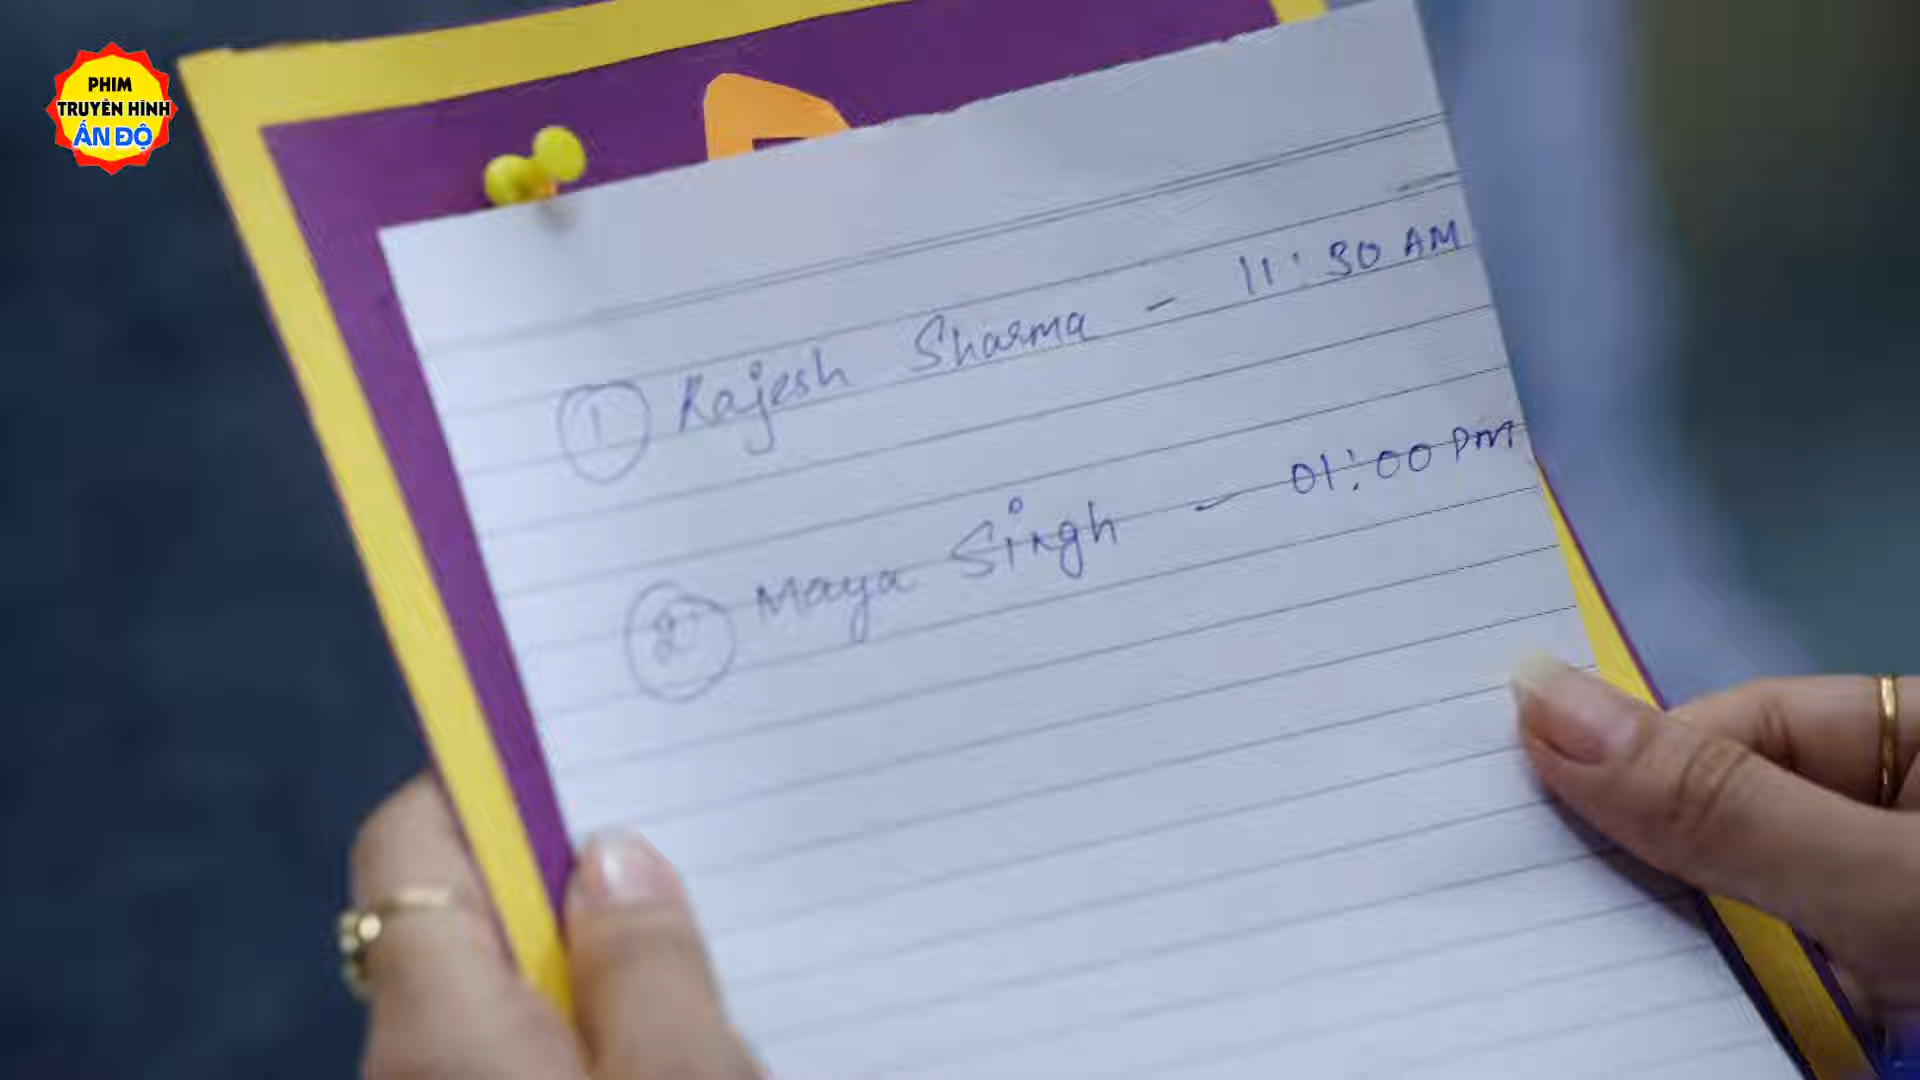 PHIM
TRUYỀN HÌNH
ẤN ĐỘ
1 Rajesh Sharma - 11:30 AM
2 Maya Singh - 01:00 PM